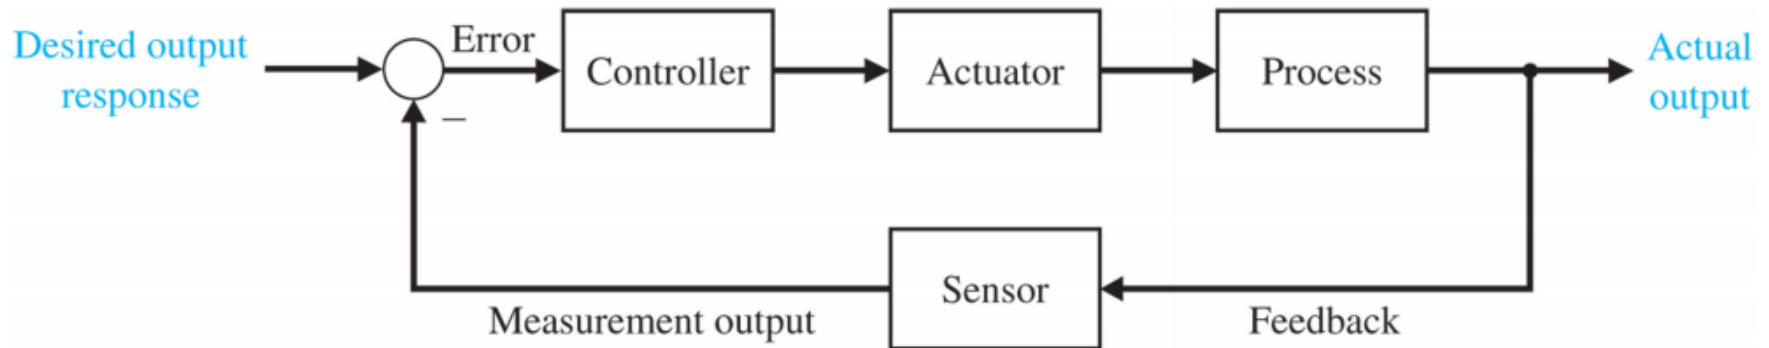 Desired output
response
Error
−
Controller
Actuator
Process
Actual
output
Sensor
Measurement output
Feedback